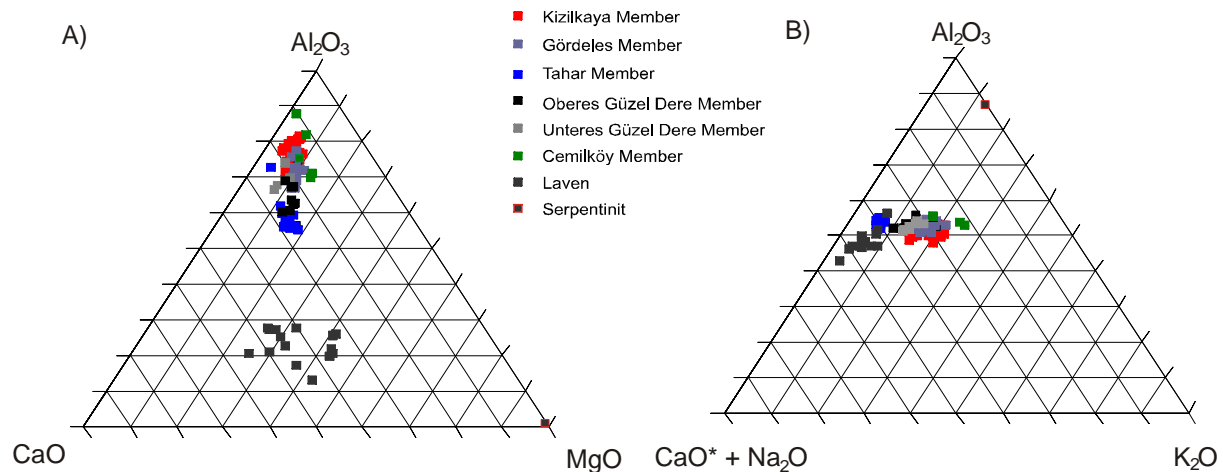 A)
Al₂O₃
CaO
MgO
Kizilkaya Member
Gördeles Member
Tahar Member
Oberes Güzel Dere Member
Unteres Güzel Dere Member
Cemilköy Member
Laven
Serpentinit
B)
Al₂O₃
CaO* + Na₂O
K₂O